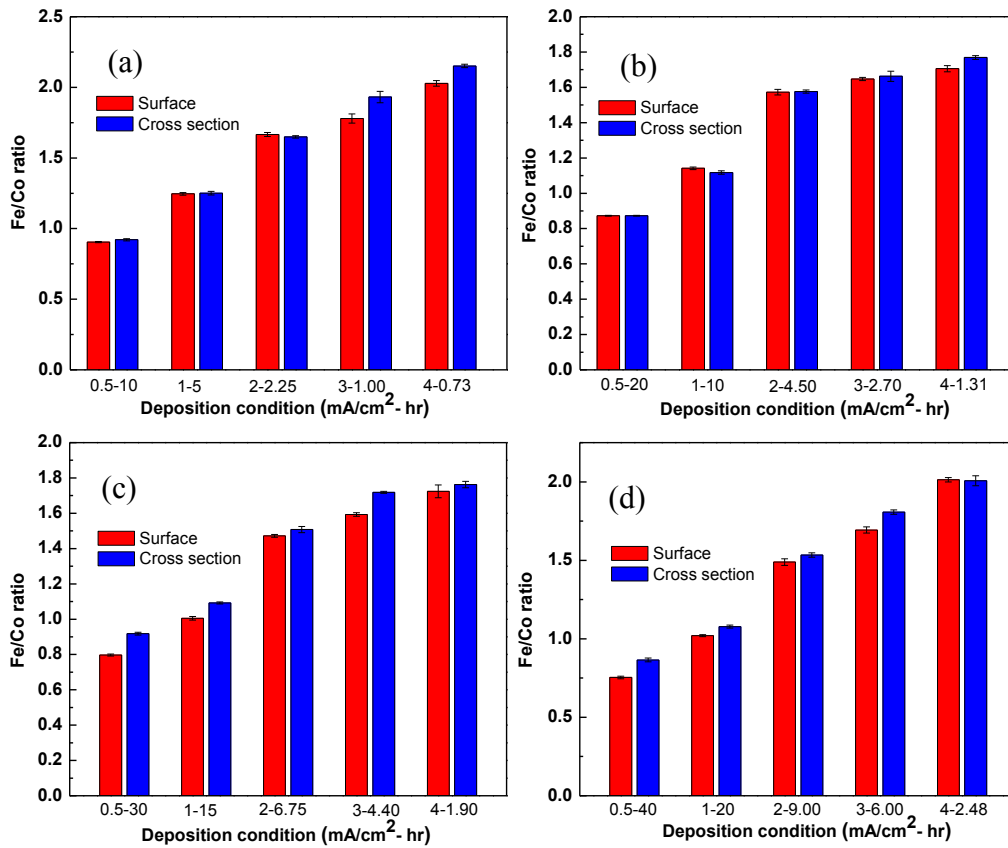 (a)
Surface
Cross section
Fe/Co ratio
2.5
2.0
1.5
1.0
0.5
0.0
0.5-10 1-5 2-2.25 3-1.00 4-0.73
Deposition condition (mA/cm²- hr)
(b)
Surface
Cross section
Fe/Co ratio
2.0
1.8
1.6
1.4
1.2
1.0
0.8
0.6
0.4
0.2
0.0
0.5-20 1-10 2-4.50 3-2.70 4-1.31
Deposition condition (mA/cm²- hr)
(c)
Surface
Cross section
Fe/Co ratio
2.0
1.8
1.6
1.4
1.2
1.0
0.8
0.6
0.4
0.2
0.0
0.5-30 1-15 2-6.75 3-4.40 4-1.90
Deposition condition (mA/cm²- hr)
(d)
Surface
Cross section
Fe/Co ratio
2.0
1.5
1.0
0.5
0.0
0.5-40 1-20 2-9.00 3-6.00 4-2.48
Deposition condition (mA/cm²- hr)